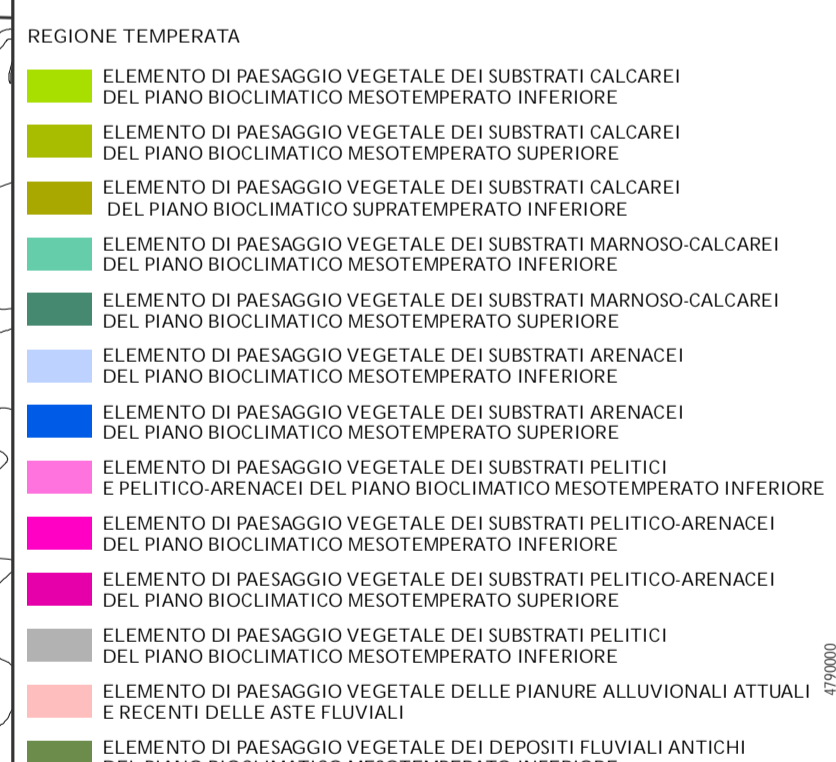 REGIONE TEMPERATA
ELEMENTO DI PAESAGGIO VEGETALE DEI SUBSTRATI CALCAREI
DEL PIANO BIOCLIMATICO MESOTEMPERATO INFERIORE
ELEMENTO DI PAESAGGIO VEGETALE DEI SUBSTRATI CALCAREI
DEL PIANO BIOCLIMATICO MESOTEMPERATO SUPERIORE
ELEMENTO DI PAESAGGIO VEGETALE DEI SUBSTRATI CALCAREI
DEL PIANO BIOCLIMATICO SUPRATEMPERATO INFERIORE
ELEMENTO DI PAESAGGIO VEGETALE DEI SUBSTRATI MARNOSO-CALCAREI
DEL PIANO BIOCLIMATICO MESOTEMPERATO INFERIORE
ELEMENTO DI PAESAGGIO VEGETALE DEI SUBSTRATI MARNOSO-CALCAREI
DEL PIANO BIOCLIMATICO MESOTEMPERATO SUPERIORE
ELEMENTO DI PAESAGGIO VEGETALE DEI SUBSTRATI ARENACEI
DEL PIANO BIOCLIMATICO MESOTEMPERATO INFERIORE
ELEMENTO DI PAESAGGIO VEGETALE DEI SUBSTRATI ARENACEI
DEL PIANO BIOCLIMATICO MESOTEMPERATO SUPERIORE
ELEMENTO DI PAESAGGIO VEGETALE DEI SUBSTRATI PELITICI
E PELITICO-ARENACEI DEL PIANO BIOCLIMATICO MESOTEMPERATO INFERIORE
ELEMENTO DI PAESAGGIO VEGETALE DEI SUBSTRATI PELITICO-ARENACEI
DEL PIANO BIOCLIMATICO MESOTEMPERATO INFERIORE
ELEMENTO DI PAESAGGIO VEGETALE DEI SUBSTRATI PELITICO-ARENACEI
DEL PIANO BIOCLIMATICO MESOTEMPERATO SUPERIORE
ELEMENTO DI PAESAGGIO VEGETALE DEI SUBSTRATI PELITICI
DEL PIANO BIOCLIMATICO MESOTEMPERATO INFERIORE
ELEMENTO DI PAESAGGIO VEGETALE DELLE PIANURE ALLUVIONALI ATTUALI
E RECENTI DELLE ASTE FLUVIALI
ELEMENTO DI PAESAGGIO VEGETALE DEI DEPOSITI FLUVIALI ANTICHI
4790000